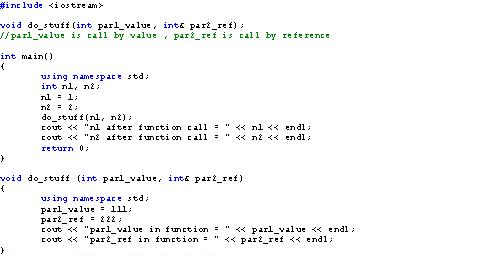 #include <iostream>
void do_stuff(int par1_value, int& par2_ref);
//par1_value is call by value , par2_ref is call by reference
int main()
{
using namespace std;
int n1, n2;
n1 = 1;
n2 = 2;
do_stuff(n1, n2);
cout << "n1 after function call = " << n1 << endl;
cout << "n2 after function call = " << n2 << endl;
return 0;
}
void do_stuff (int par1_value, int& par2_ref)
{
using namespace std;
par1_value = 111;
par2_ref = 222;
cout << "par1_value in function = " << par1_value << endl;
cout << "par2_ref in function = " << par2_ref << endl;
}